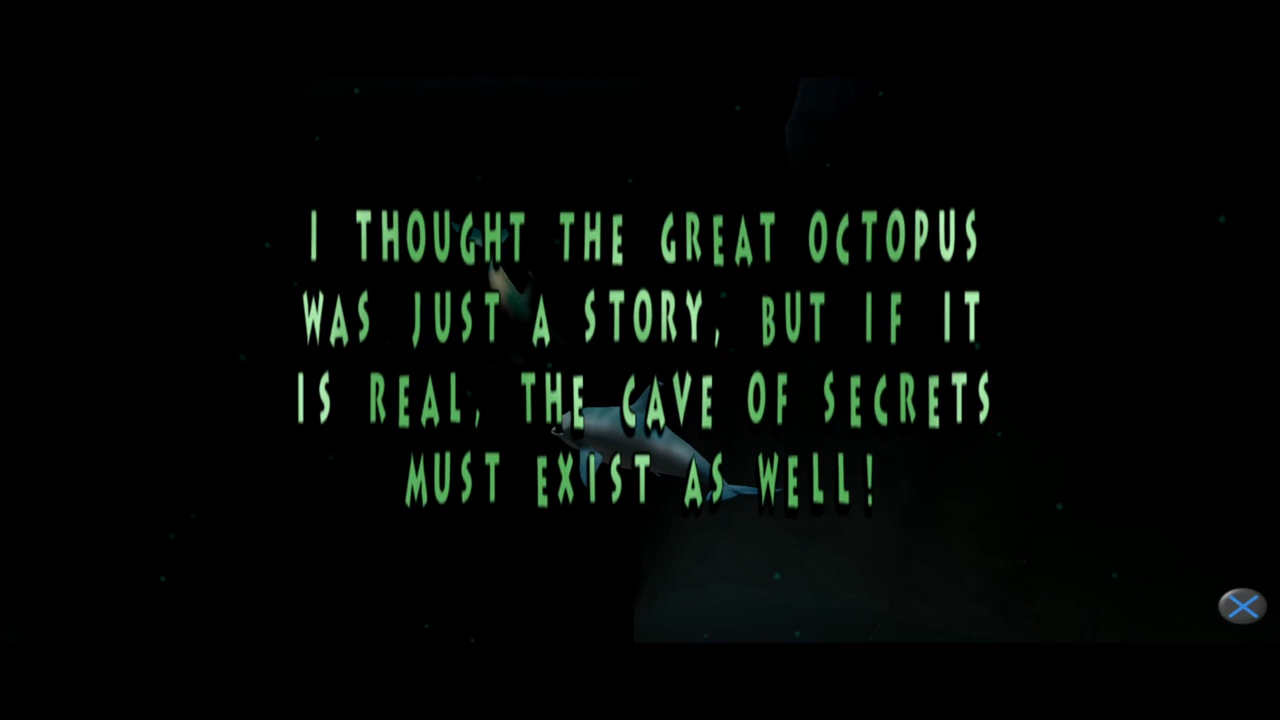 I THOUGHT THE GREAT OCTOPUS
WAS JUST A STORY, BUT IF IT
IS REAL, THE CAVE OF SECRETS
MUST EXIST AS WELL!